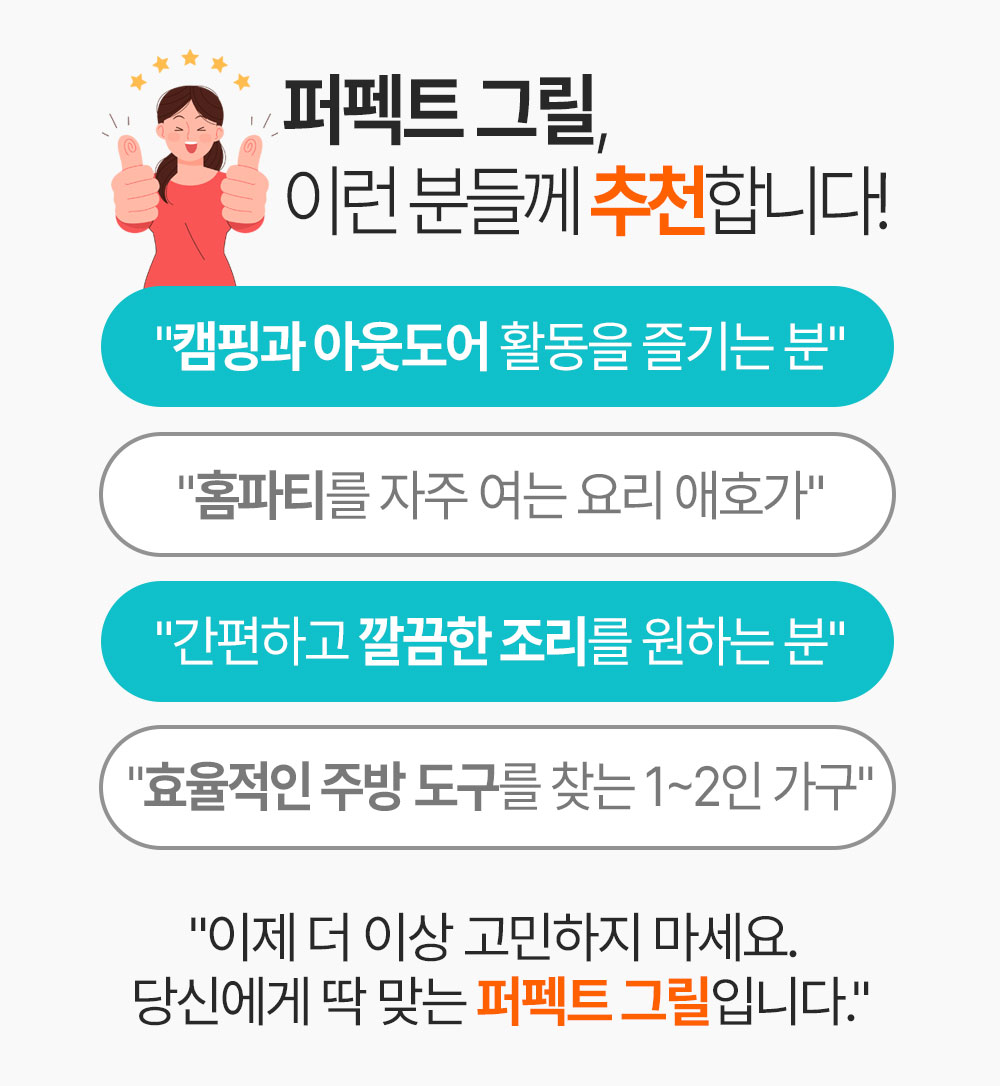 퍼펙트 그릴,
이런 분들께 추천합니다!
"캠핑과 아웃도어 활동을 즐기는 분"
"홈파티를 자주 여는 요리 애호가"
"간편하고 깔끔한 조리를 원하는 분"
"효율적인 주방 도구를 찾는 1~2인 가구"
"이제 더 이상 고민하지 마세요.
당신에게 딱 맞는 퍼펙트 그릴입니다."